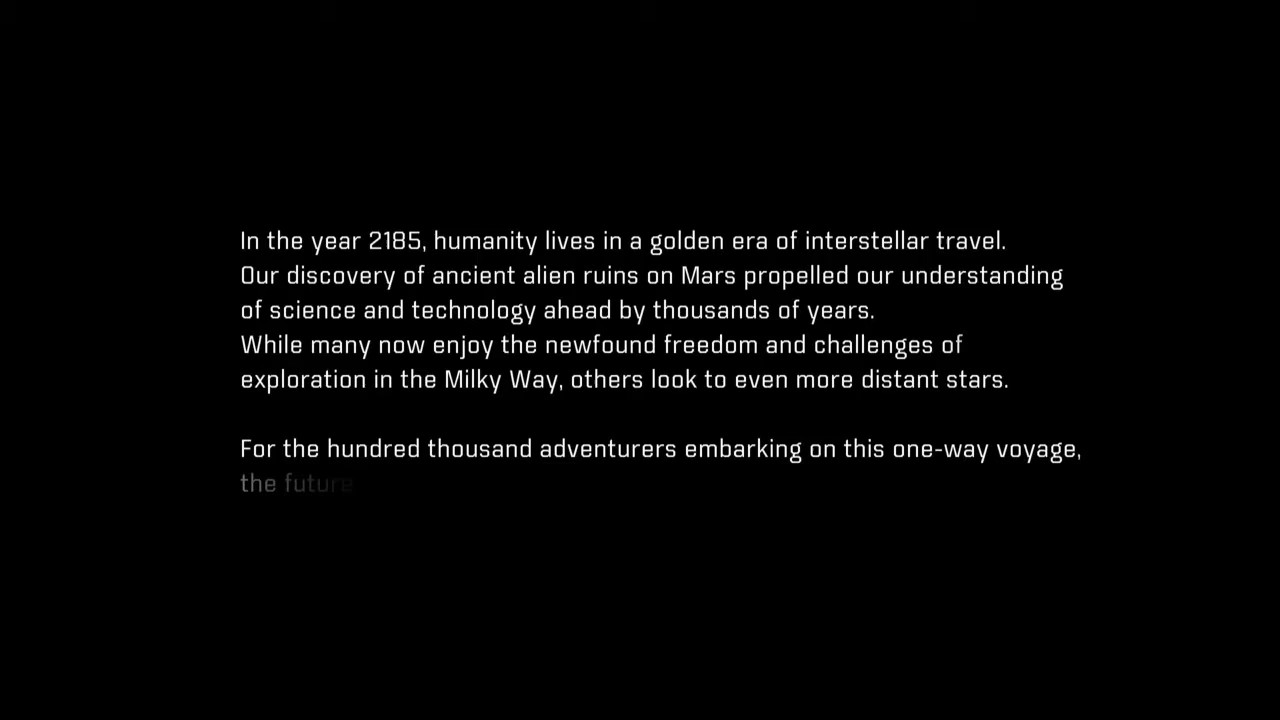 In the year 2185, humanity lives in a golden era of interstellar travel.
Our discovery of ancient alien ruins on Mars propelled our understanding
of science and technology ahead by thousands of years.
While many now enjoy the newfound freedom and challenges of
exploration in the Milky Way, others look to even more distant stars.
For the hundred thousand adventurers embarking on this one-way voyage,
the future